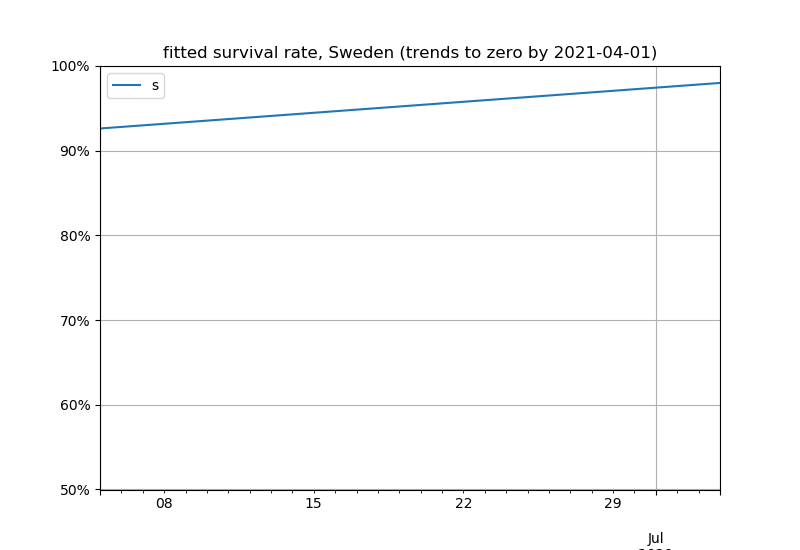 fitted survival rate, Sweden (trends to zero by 2021-04-01)
100%
s
90%
80%
70%
60%
50%
08 15 22 29
Jul